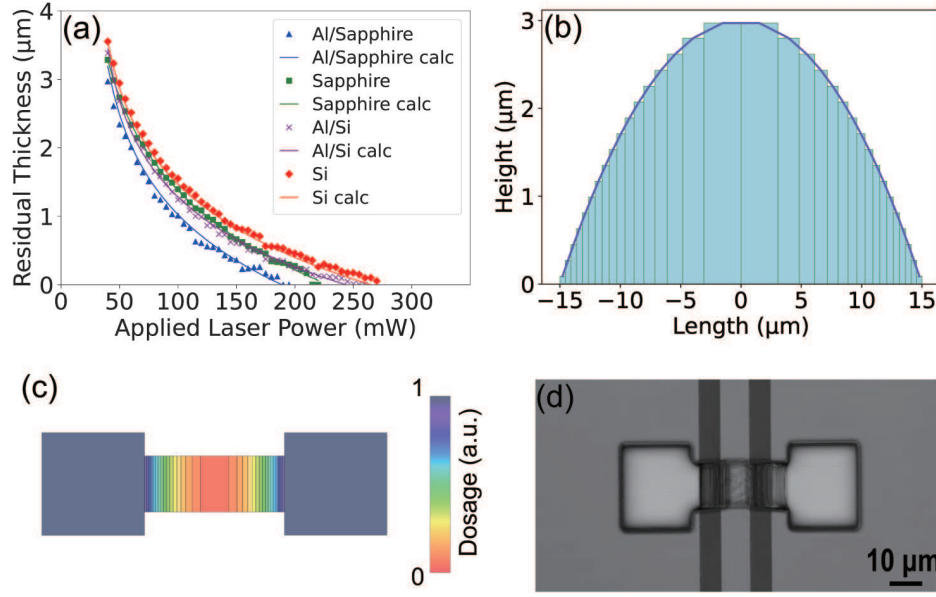 (a)
Residual Thickness (μm)
4
3
2
1
0
0 50 100 150 200 250 300
Applied Laser Power (mW)
Al/Sapphire
Al/Sapphire calc
Sapphire
Sapphire calc
Al/Si
Al/Si calc
Si
Si calc
(b)
Height (μm)
3
2
1
0
−15 −10 −5 0 5 10 15
Length (μm)
(c)
1
Dosage (a.u.)
0
(d)
10 μm